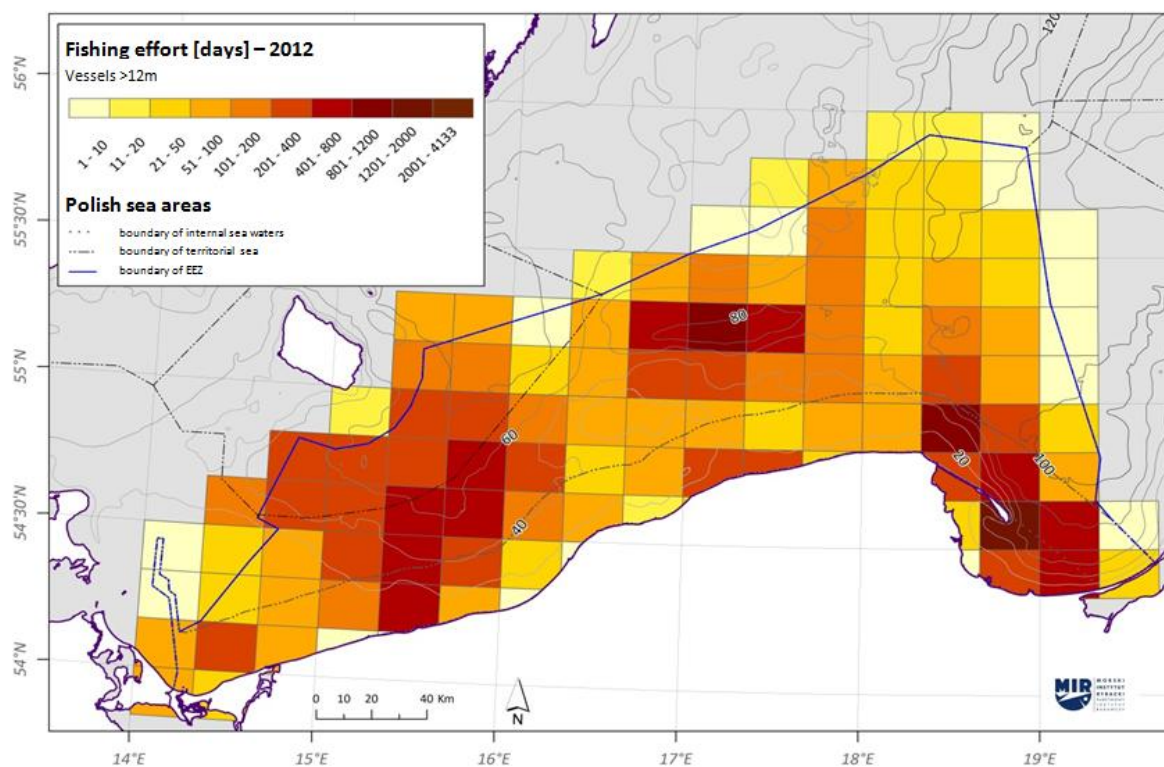 Fishing effort [days] – 2012
Vessels >12m
1 - 10
11 - 20
21 - 50
51 - 100
101 - 200
201 - 400
401 - 800
801 - 1200
1201 - 2000
2001 - 4133
Polish sea areas
boundary of internal sea waters
boundary of territorial sea
boundary of EEZ
120
80
60
40
20
100
56°N
55°30'N
55°N
54°30'N
54°N
0 10 20 40 Km
N
MIR
MORSKI
INSTYTUT
RYBACKI
14°E 15°E 16°E 17°E 18°E 19°E